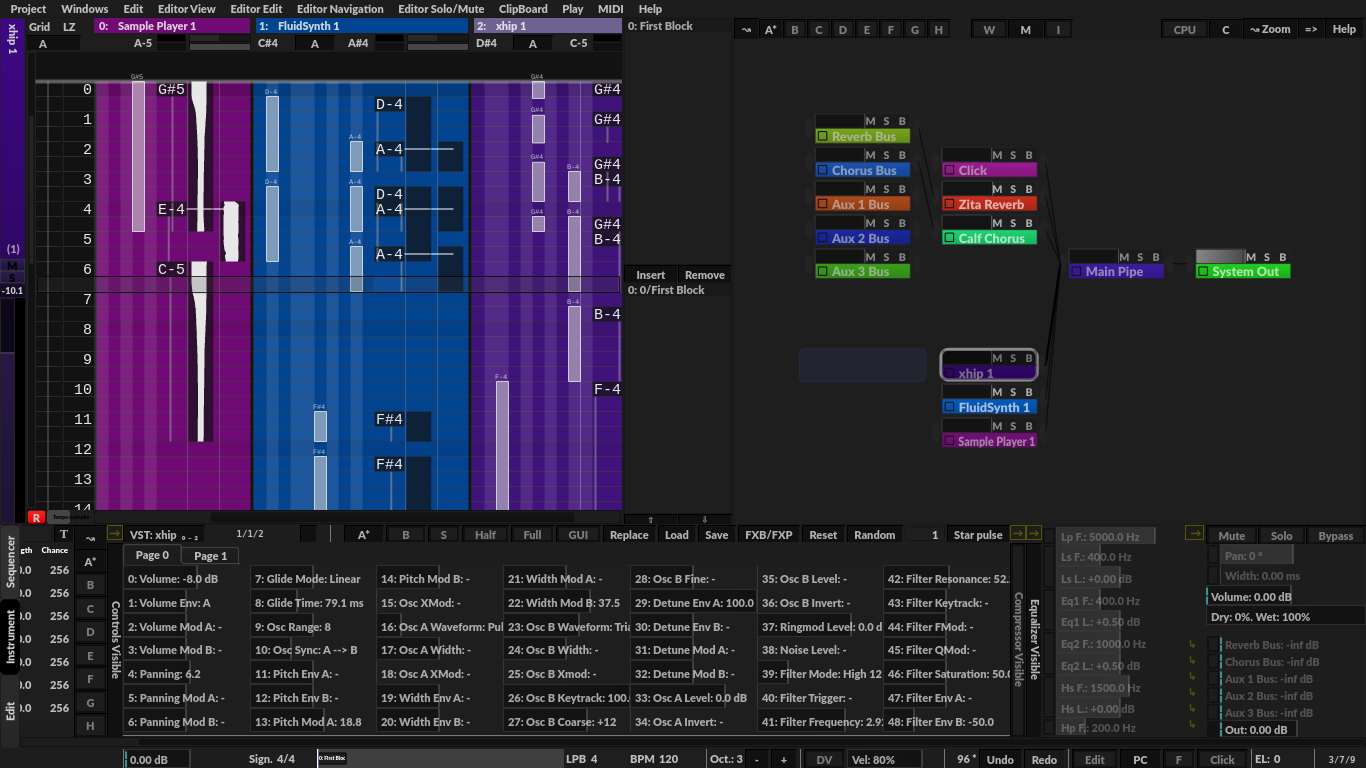 Project Windows Edit Editor View Editor Edit Editor Navigation Editor Solo/Mute ClipBoard Play MIDI Help
xhip 1
(1)
M
S
-10.1
Grid LZ 0: Sample Player 1 1: FluidSynth 1 2: xhip 1 0: First Block
A A-5 C#4 A A#4 D#4 A C-5
A* B C D E F G H W M I CPU C Zoom => Help
0 G#5 G#5 D-4 D-4 G#4 G#4
1 G#4 G#4
2 A-4 A-4 G#4 G#4
3 D-4 A-4 D-4 B-4 B-4
4 E-4 A-4 G#4 B-4 G#4
5 A-4 A-4 B-4
6 C-5
7 B-4 B-4
8
9
10 F-4 F-4
11 F#4 F#4
12 F#4 F#4
13
14
Insert Remove
0: 0/First Block
M S B
Reverb Bus
M S B M S B
Chorus Bus Click
M S B M S B
Aux 1 Bus Zita Reverb
M S B M S B
Aux 2 Bus Calf Chorus
M S B M S B M S B
Aux 3 Bus Main Pipe System Out
M S B
xhip 1
M S B
FluidSynth 1
M S B
Sample Player 1
R
Sequencer
Instrument
Edit
T
gth Chance
.0 256
.0 256
.0 256
.0 256
.0 256
.0 256
A*
B
C
D
E
F
G
H
Controls Visible
VST: xhip 0 - 2 1/1/2 A* B S Half Full GUI Replace Load Save FXB/FXP Reset Random 1 Star pulse
Page 0 Page 1
0: Volume: -8.0 dB 7: Glide Mode: Linear 14: Pitch Mod B: - 21: Width Mod A: - 28: Osc B Fine: - 35: Osc B Level: - 42: Filter Resonance: 52.
1: Volume Env: A 8: Glide Time: 79.1 ms 15: Osc XMod: - 22: Width Mod B: 37.5 29: Detune Env A: 100.0 36: Osc B Invert: - 43: Filter Keytrack: -
2: Volume Mod A: - 9: Osc Range: 8 16: Osc A Waveform: Pul 23: Osc B Waveform: Tria 30: Detune Env B: - 37: Ringmod Level: 0.0 d 44: Filter FMod: -
3: Volume Mod B: - 10: Osc Sync: A --> B 17: Osc A Width: - 24: Osc B Width: - 31: Detune Mod A: - 38: Noise Level: - 45: Filter QMod: -
4: Panning: 6.2 11: Pitch Env A: - 18: Osc A XMod: - 25: Osc B Xmod: - 32: Detune Mod B: - 39: Filter Mode: High 12 46: Filter Saturation: 50.0
5: Panning Mod A: - 12: Pitch Env B: - 19: Width Env A: - 26: Osc B Keytrack: 100. 33: Osc A Level: 0.0 dB 40: Filter Trigger: - 47: Filter Env A: -
6: Panning Mod B: - 13: Pitch Mod A: 18.8 20: Width Env B: - 27: Osc B Coarse: +12 34: Osc A Invert: - 41: Filter Frequency: 2.9 48: Filter Env B: -50.0
Compressor Visible
Equalizer Visible
Lp F.: 5000.0 Hz
Ls F.: 400.0 Hz
Ls L.: +0.00 dB
Eq1 F.: 400.0 Hz
Eq1 L.: +0.50 dB
Eq2 F.: 1000.0 Hz
Eq2 L.: +0.50 dB
Hs F.: 1500.0 Hz
Hs L.: +0.00 dB
Hp F.: 200.0 Hz
Mute Solo Bypass
Pan: 0 °
Width: 0.00 ms
Volume: 0.00 dB
Dry: 0%. Wet: 100%
Reverb Bus: -inf dB
Chorus Bus: -inf dB
Aux 1 Bus: -inf dB
Aux 2 Bus: -inf dB
Aux 3 Bus: -inf dB
Out: 0.00 dB
0.00 dB Sign. 4/4 0: First Bloc LPB 4 BPM 120 Oct.: 3 - + DV Vel: 80% 96* Undo Redo Edit PC F Click EL: 0 3/7/9